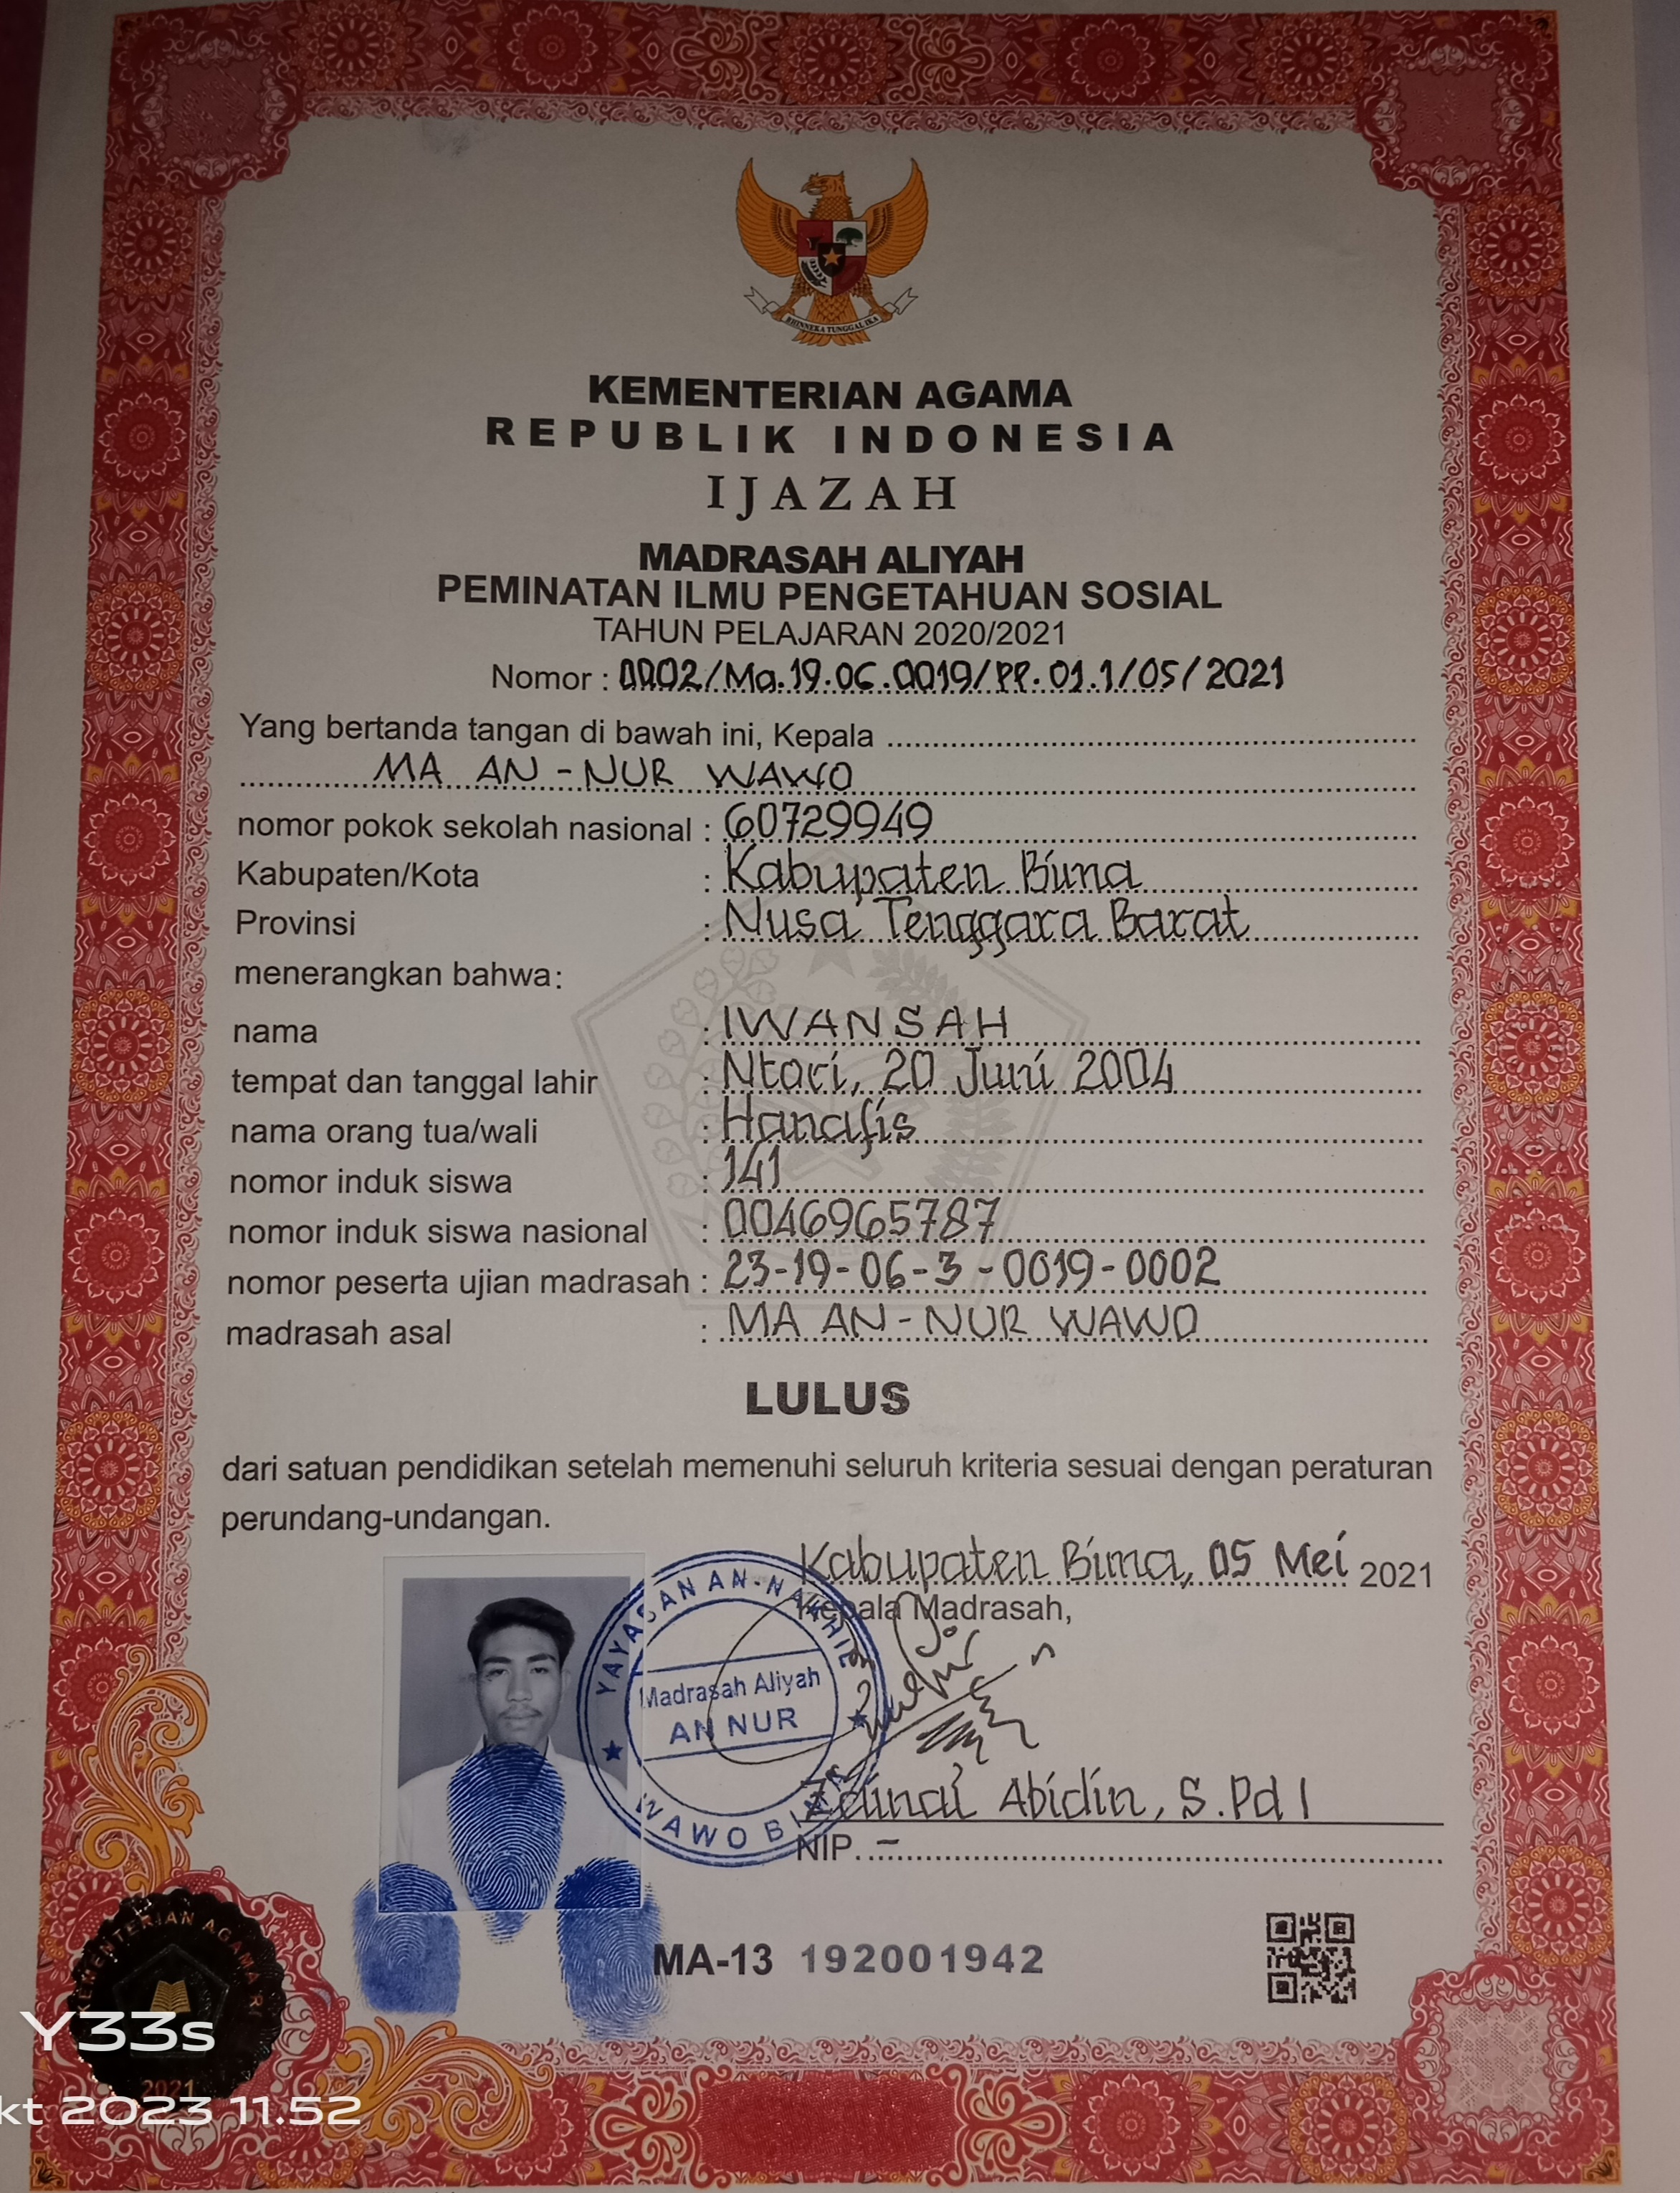 BHINNEKA TUNGGAL IKA
KEMENTERIAN AGAMA
REPUBLIK INDONESIA
IJAZAH
MADRASAH ALIYAH
PEMINATAN ILMU PENGETAHUAN SOSIAL
TAHUN PELAJARAN 2020/2021
Nomor : 0002/Ma.19.06.0019/PP.01.1/05/2021
Yang bertanda tangan di bawah ini, Kepala
MA AN-NUR WAWO
nomor pokok sekolah nasional : 60729949
Kabupaten/Kota : Kabupaten Bima
Provinsi : Nusa Tenggara Barat
menerangkan bahwa:
nama : IWANSAH
tempat dan tanggal lahir : Ntori, 20 Juni 2004
nama orang tua/wali : Hanafis
nomor induk siswa : 141
nomor induk siswa nasional : 0046965787
nomor peserta ujian madrasah : 23-19-06-3-0019-0002
madrasah asal : MA AN-NUR WAWO
LULUS
dari satuan pendidikan setelah memenuhi seluruh kriteria sesuai dengan peraturan
perundang-undangan.
Kabupaten Bima, 05 Mei 2021
Kepala Madrasah,
YAYASAN AN-NAKHIL
Madrasah Aliyah
AN NUR
WAWO BIMA
Zainal Abidin, S.Pd I
NIP. -
MA-13 192001942
KEMENTERIAN AGAMA RI
2021
Y33s
kt 2023 11.52